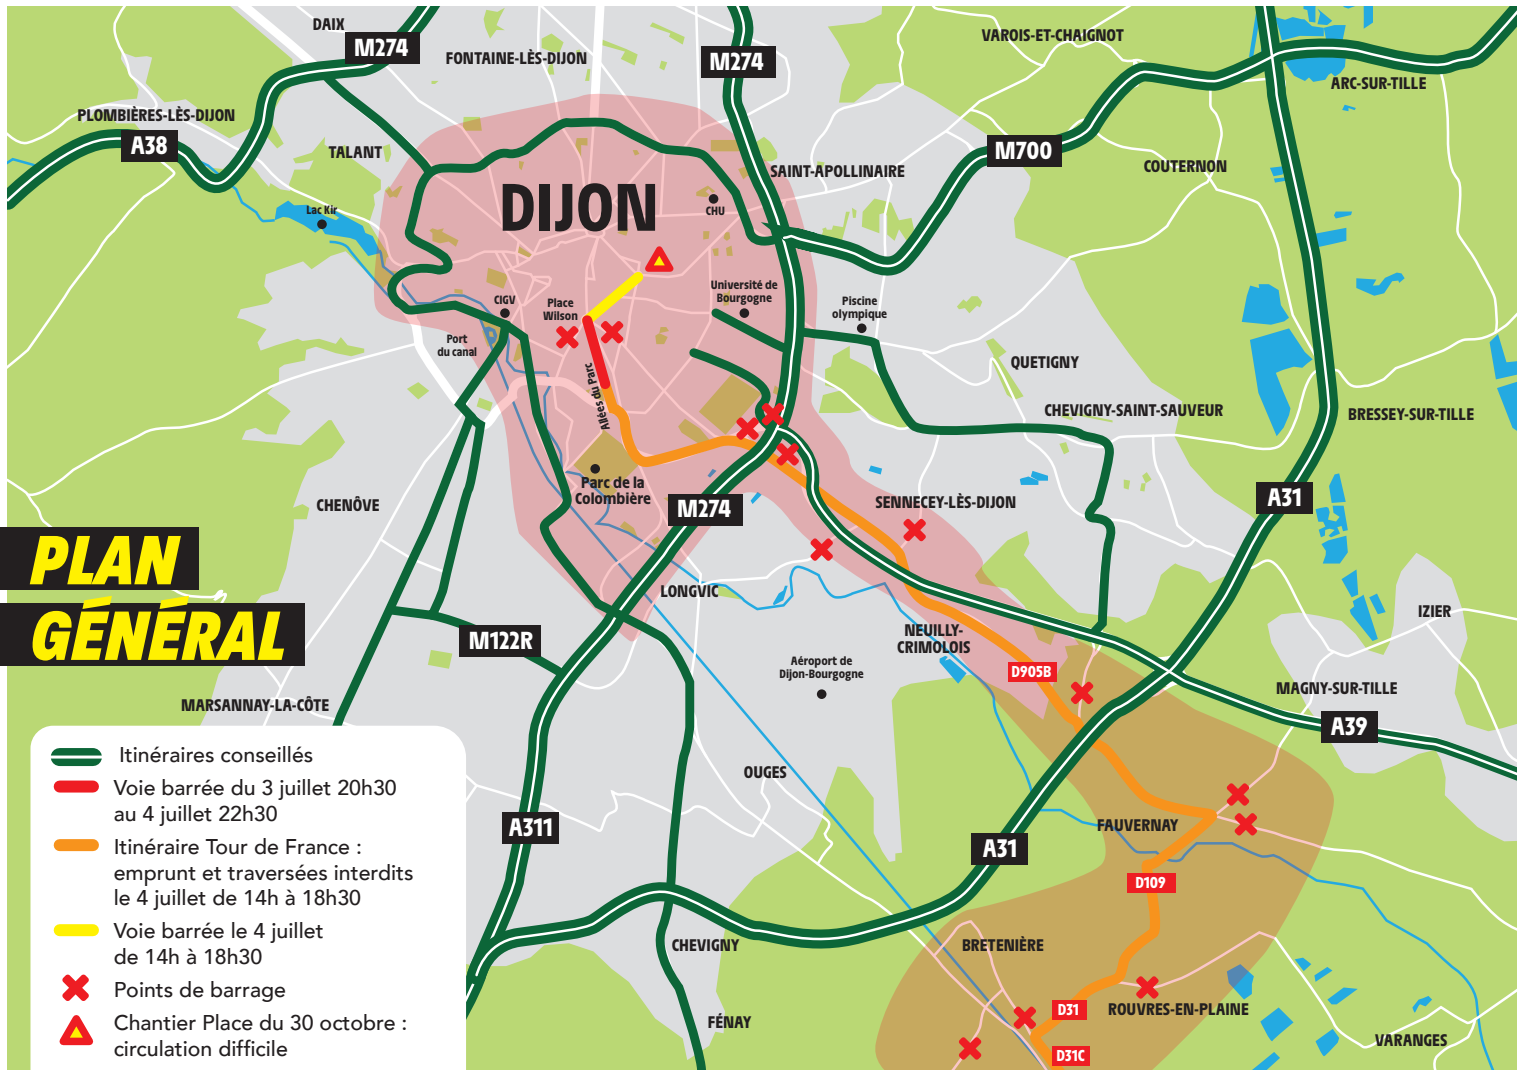 DAIX
M274
FONTAINE-LÈS-DIJON
M274
VAROIS-ET-CHAIGNOT
ARC-SUR-TILLE
PLOMBIÈRES-LÈS-DIJON
A38
TALANT
M700
COUTERNON
SAINT-APOLLINAIRE
DIJON
Lac Kir
CHU
CIGV
Place
Wilson
Université de
Bourgogne
Piscine
olympique
Port
du canal
Allées du Parc
QUETIGNY
CHEVIGNY-SAINT-SAUVEUR
BRESSEY-SUR-TILLE
Parc de la
Colombière
CHENÔVE
M274
SENNECEY-LÈS-DIJON
A31
PLAN
GÉNÉRAL
LONGVIC
IZIER
M122R
NEUILLY-
CRIMOLOIS
Aéroport de
Dijon-Bourgogne
D905B
MAGNY-SUR-TILLE
MARSANNAY-LA-CÔTE
A39
OUGES
A311
FAUVERNAY
A31
D109
CHEVIGNY
BRETENIÈRE
D31
ROUVRES-EN-PLAINE
FÉNAY
VARANGES
D31C
Itinéraires conseillés
Voie barrée du 3 juillet 20h30
au 4 juillet 22h30
Itinéraire Tour de France :
emprunt et traversées interdits
le 4 juillet de 14h à 18h30
Voie barrée le 4 juillet
de 14h à 18h30
Points de barrage
Chantier Place du 30 octobre :
circulation difficile